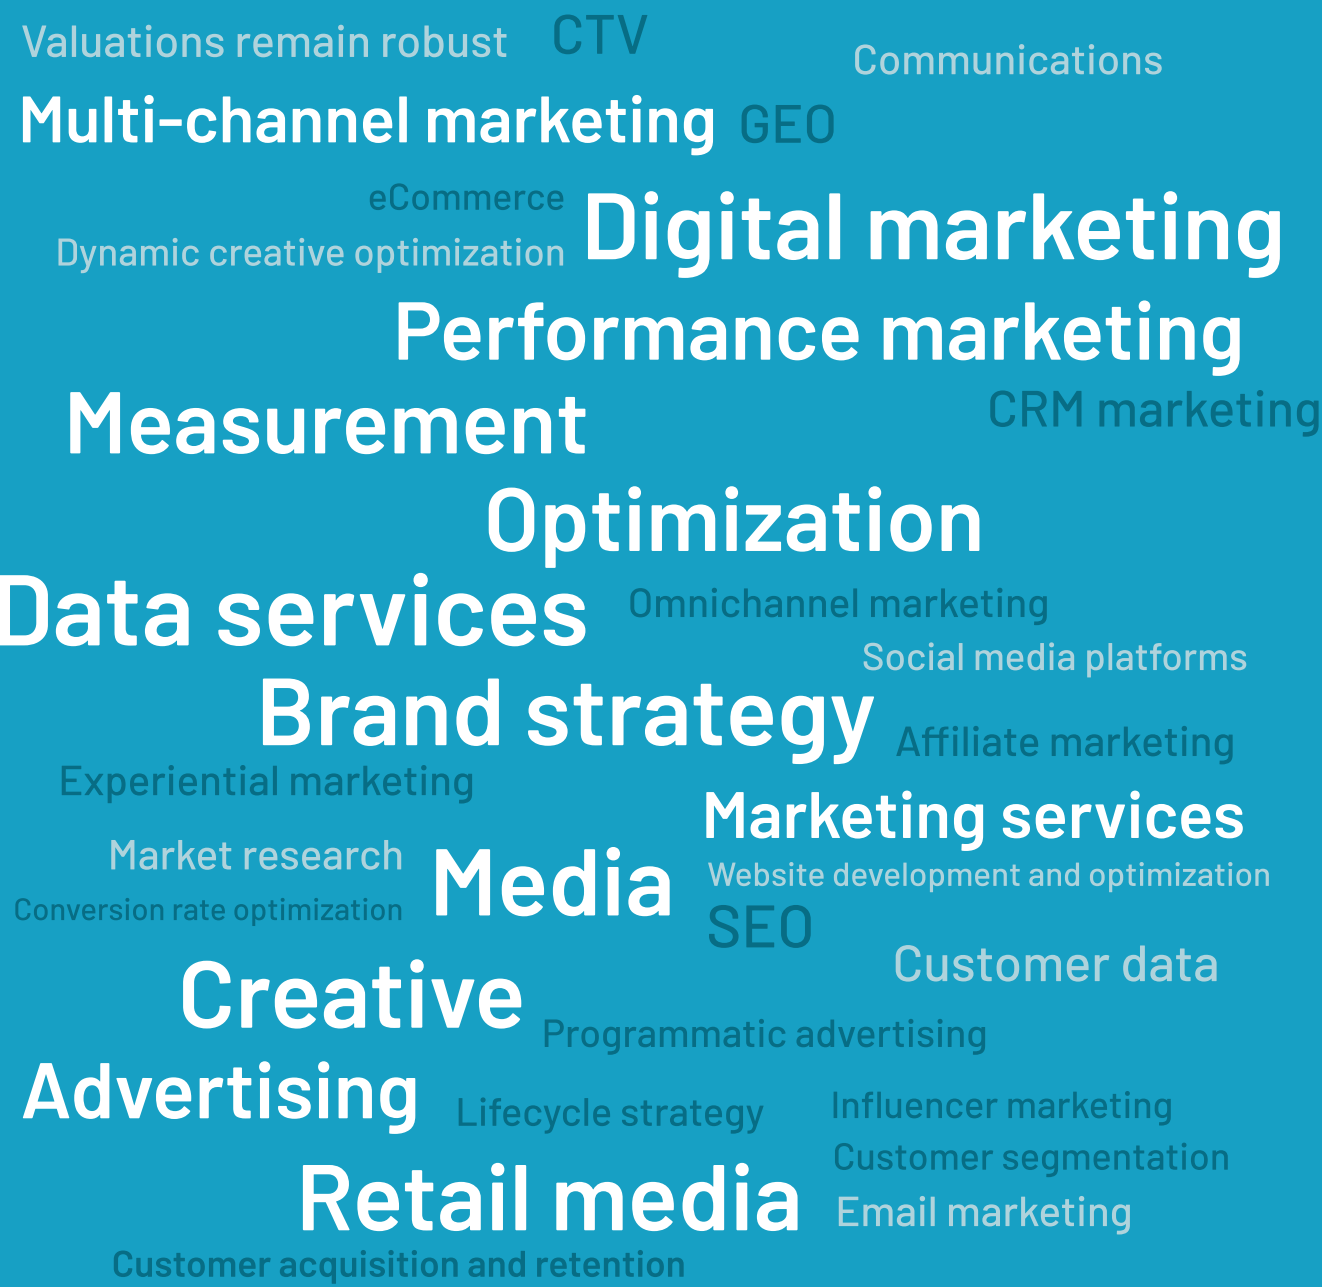 Valuations remain robust
CTV
Communications
Multi-channel marketing
GEO
eCommerce
Digital marketing
Dynamic creative optimization
Performance marketing
Measurement
CRM marketing
Optimization
Data services
Omnichannel marketing
Social media platforms
Brand strategy
Affiliate marketing
Experiential marketing
Marketing services
Market research
Media
Website development and optimization
Conversion rate optimization
SEO
Customer data
Creative
Programmatic advertising
Advertising
Lifecycle strategy
Influencer marketing
Customer segmentation
Retail media
Email marketing
Customer acquisition and retention